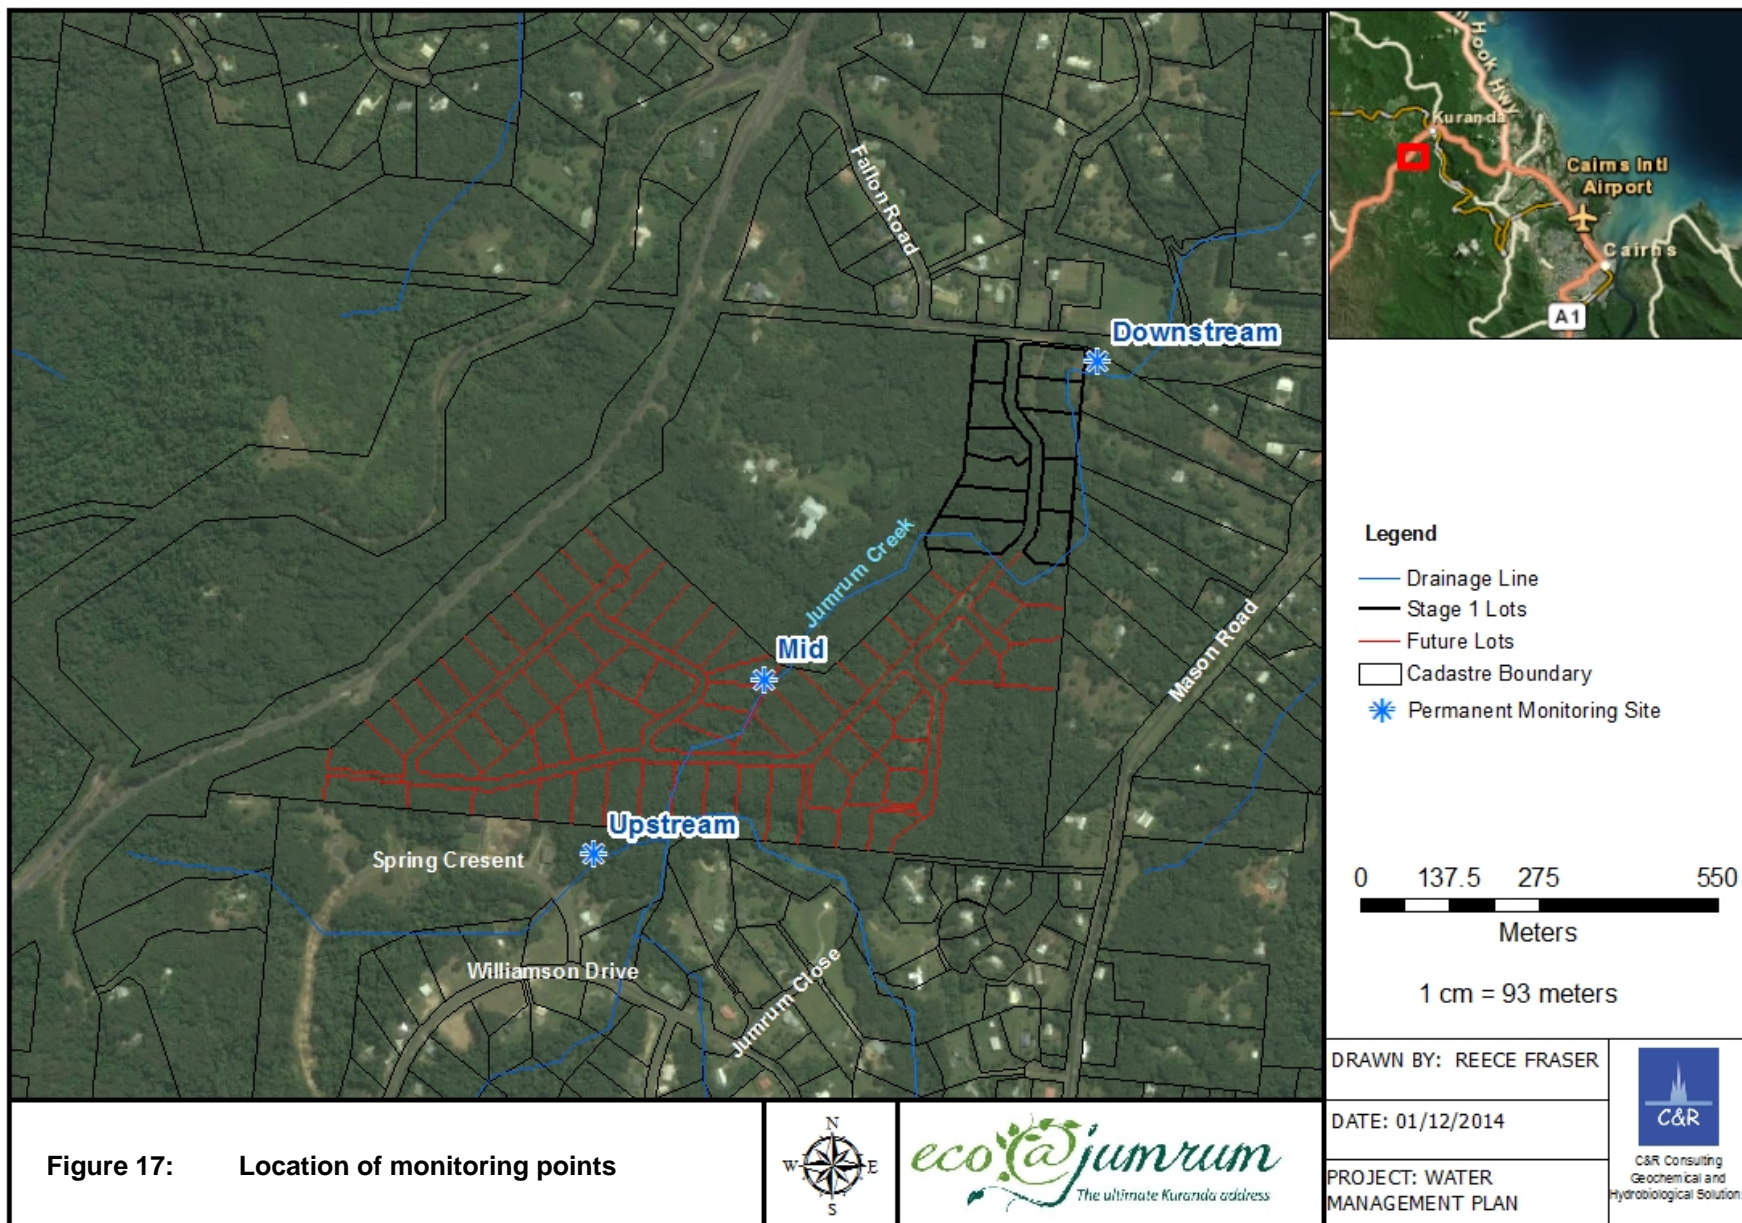 Fallon Road
Downstream
Jumrum Creek
Mid
Mason Road
Upstream
Spring Cresent
Williamson Drive
Jumrum Close
Hook Hwy
Kuranda
Cairns Intl
Airport
Cairns
A1
Legend
Drainage Line
Stage 1 Lots
Future Lots
Cadastre Boundary
Permanent Monitoring Site
0 137.5 275 550
Meters
1 cm = 93 meters
DRAWN BY: REECE FRASER
DATE: 01/12/2014
PROJECT: WATER
MANAGEMENT PLAN
C&R
C&R Consulting
Geochemical and
Hydrobiological Solution
Figure 17: Location of monitoring points
N
W E
S
eco@jumrum
The ultimate Kuranda address